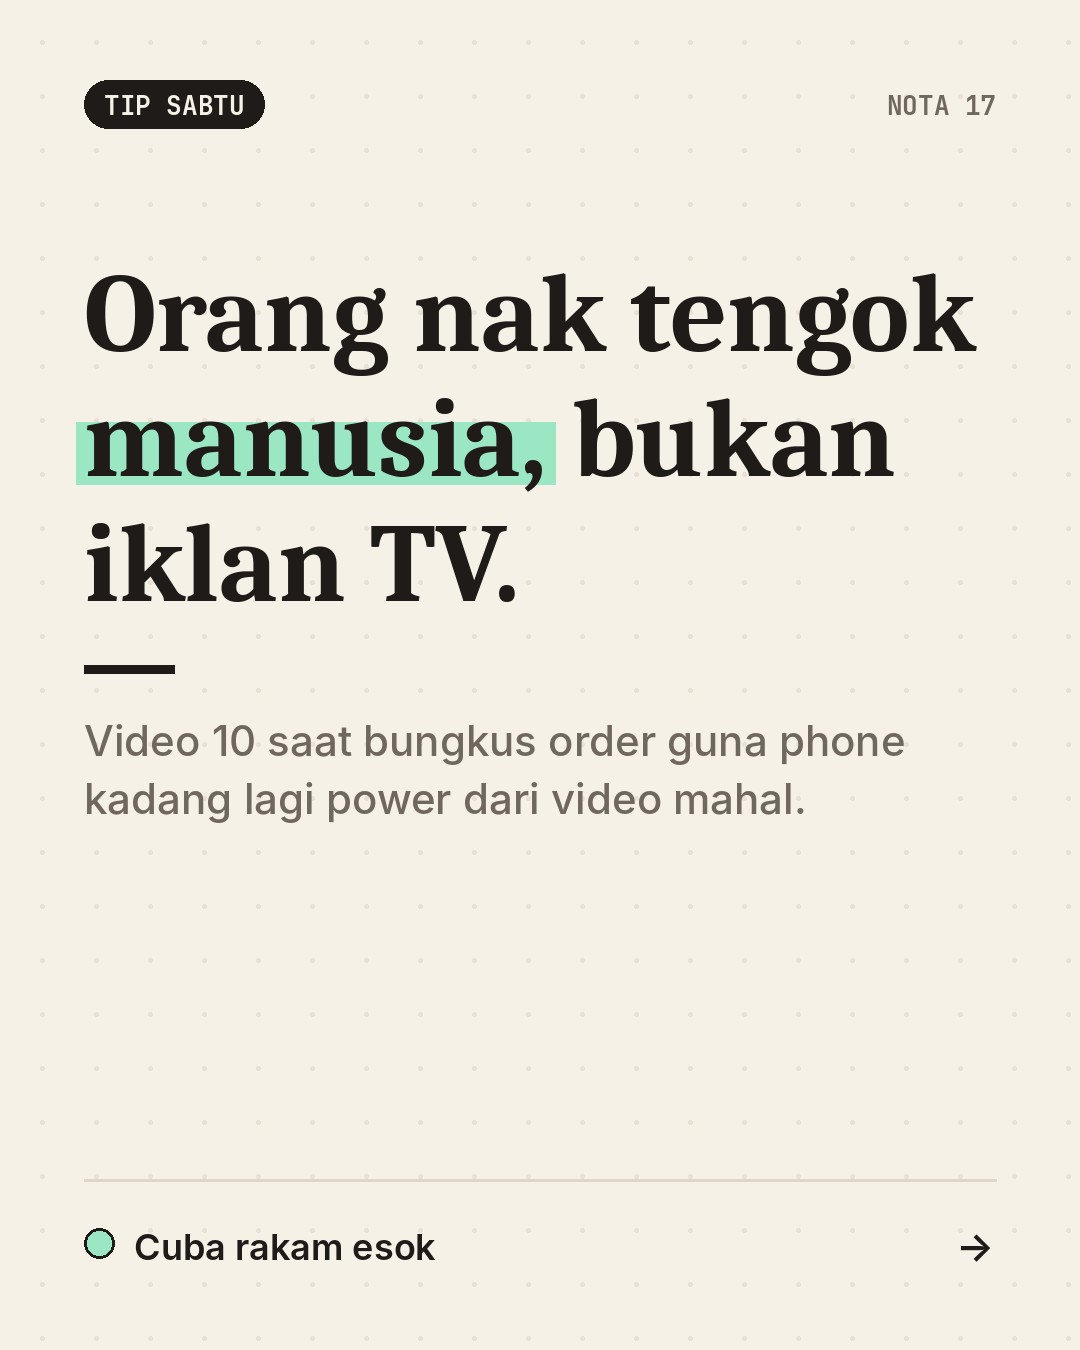 TIP SABTU
NOTA 17
Orang nak tengok
manusia, bukan
iklan TV.
Video 10 saat bungkus order guna phone
kadang lagi power dari video mahal.
Cuba rakam esok
→